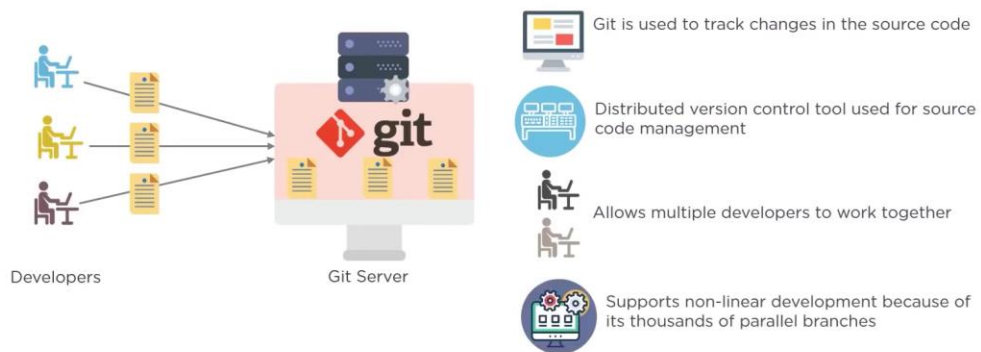 git
Developers
Git Server
Git is used to track changes in the source code
Distributed version control tool used for source
code management
Allows multiple developers to work together
Supports non-linear development because of
its thousands of parallel branches